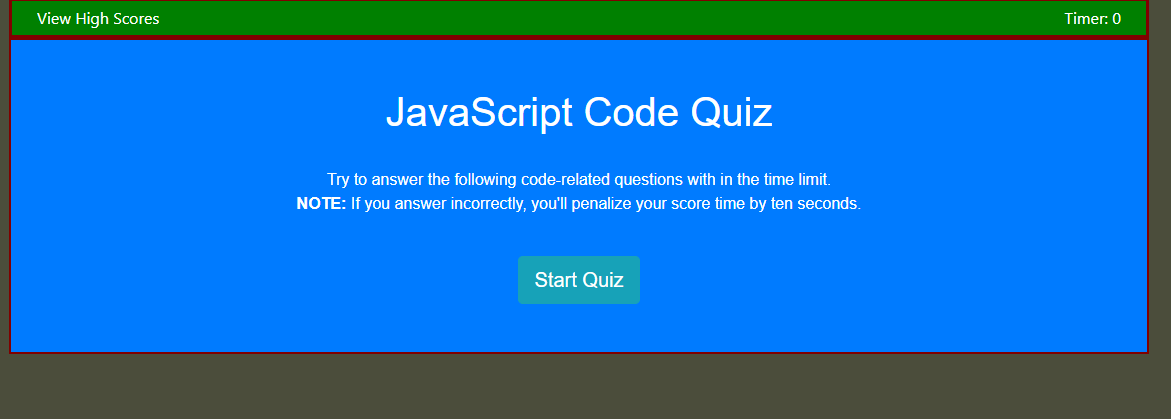 View High Scores
Timer: 0
JavaScript Code Quiz
Try to answer the following code-related questions with in the time limit.
NOTE: If you answer incorrectly, you'll penalize your score time by ten seconds.
Start Quiz